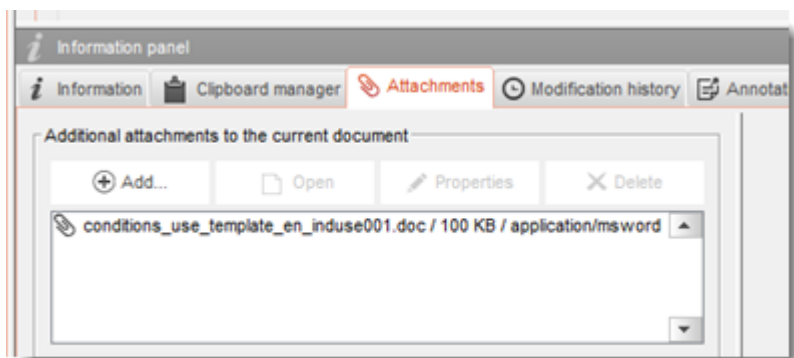 Information panel
Information Clipboard manager Attachments Modification history Annotat
Additional attachments to the current document
Add... Open Properties Delete
conditions_use_template_en_induse001.doc / 100 KB / application/msword